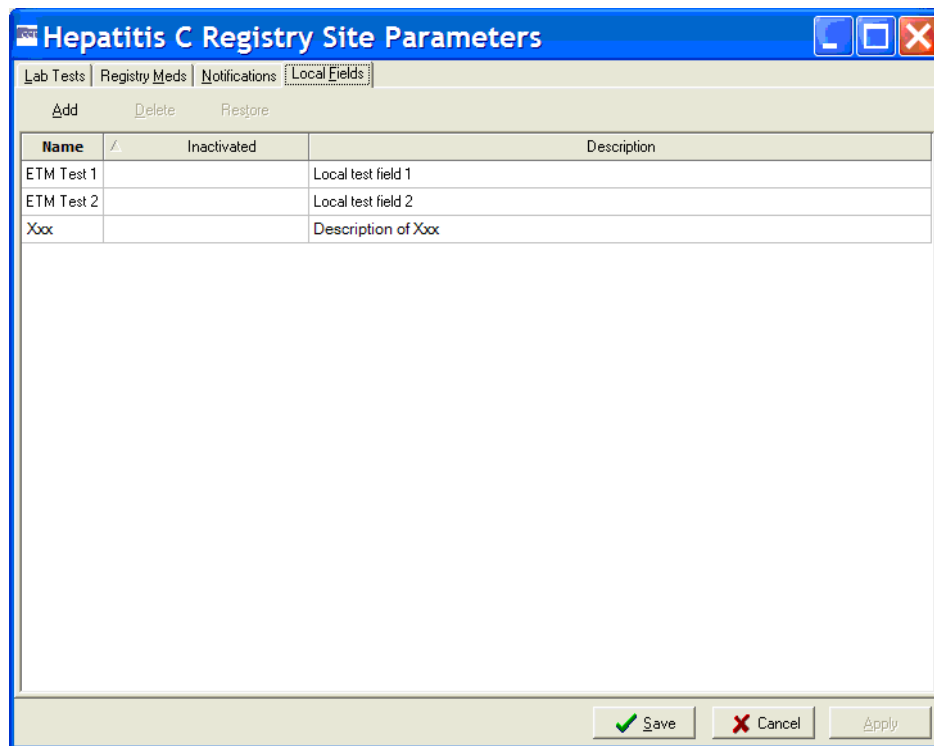 Hepatitis C Registry Site Parameters
Lab Tests Registry Meds Notifications Local Fields
Add Delete Restore
Name Inactivated Description
ETM Test 1 Local test field 1
ETM Test 2 Local test field 2
Xxx Description of Xxx
Save Cancel Apply